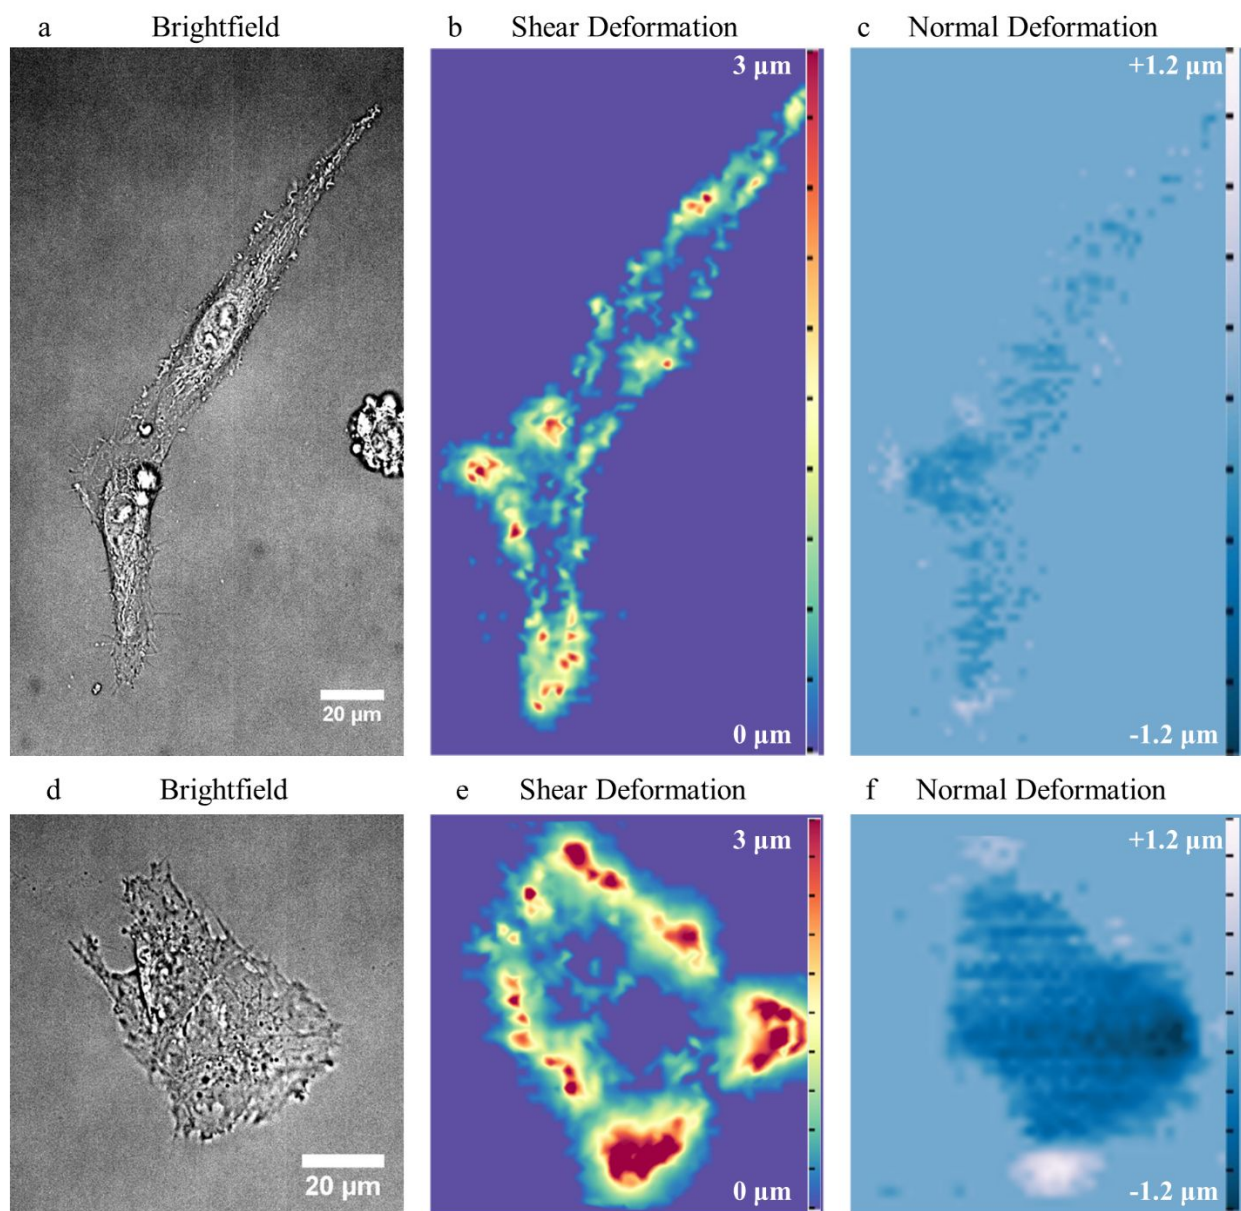 a Brightfield b Shear Deformation c Normal Deformation
3 µm +1.2 µm
20 µm
0 µm -1.2 µm
d Brightfield e Shear Deformation f Normal Deformation
3 µm +1.2 µm
20 µm
0 µm -1.2 µm